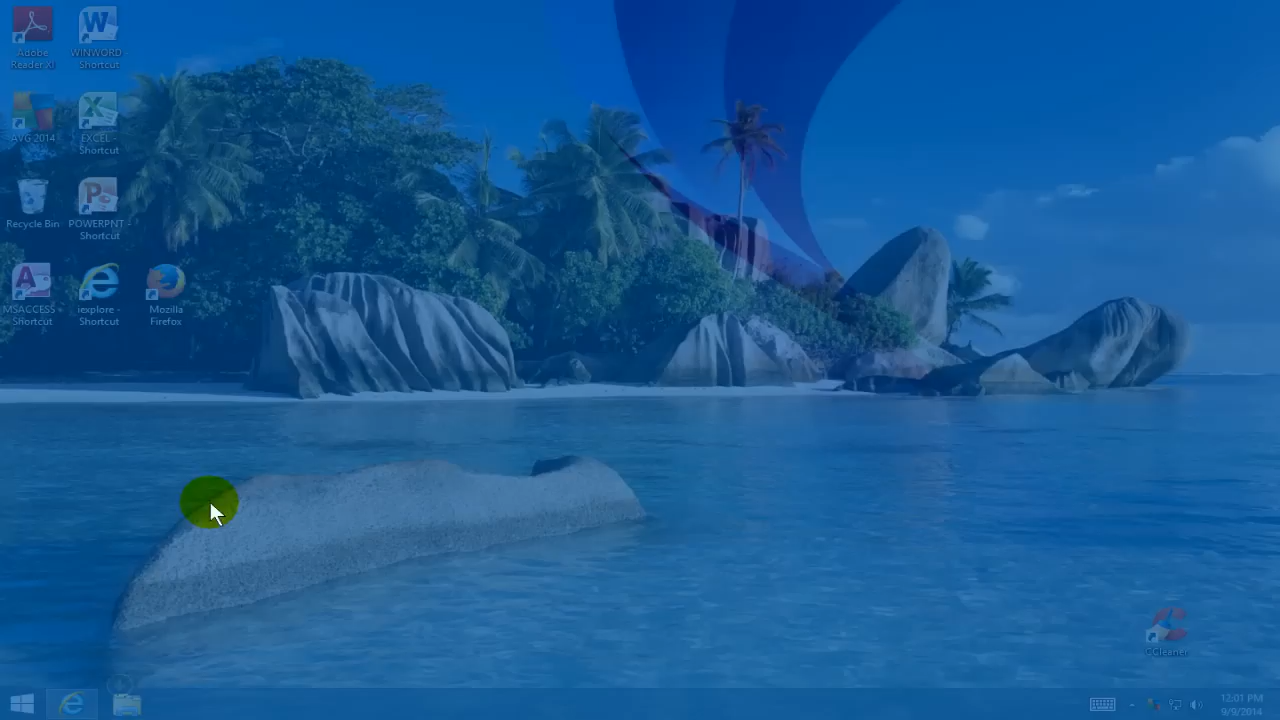 Adobe
Reader XI
WINWORD -
Shortcut
AVG 2014
EXCEL -
Shortcut
Recycle Bin
POWERPNT -
Shortcut
MSACCESS -
Shortcut
iexplore -
Shortcut
Mozilla
Firefox
CCleaner
12:01 PM
9/9/2014